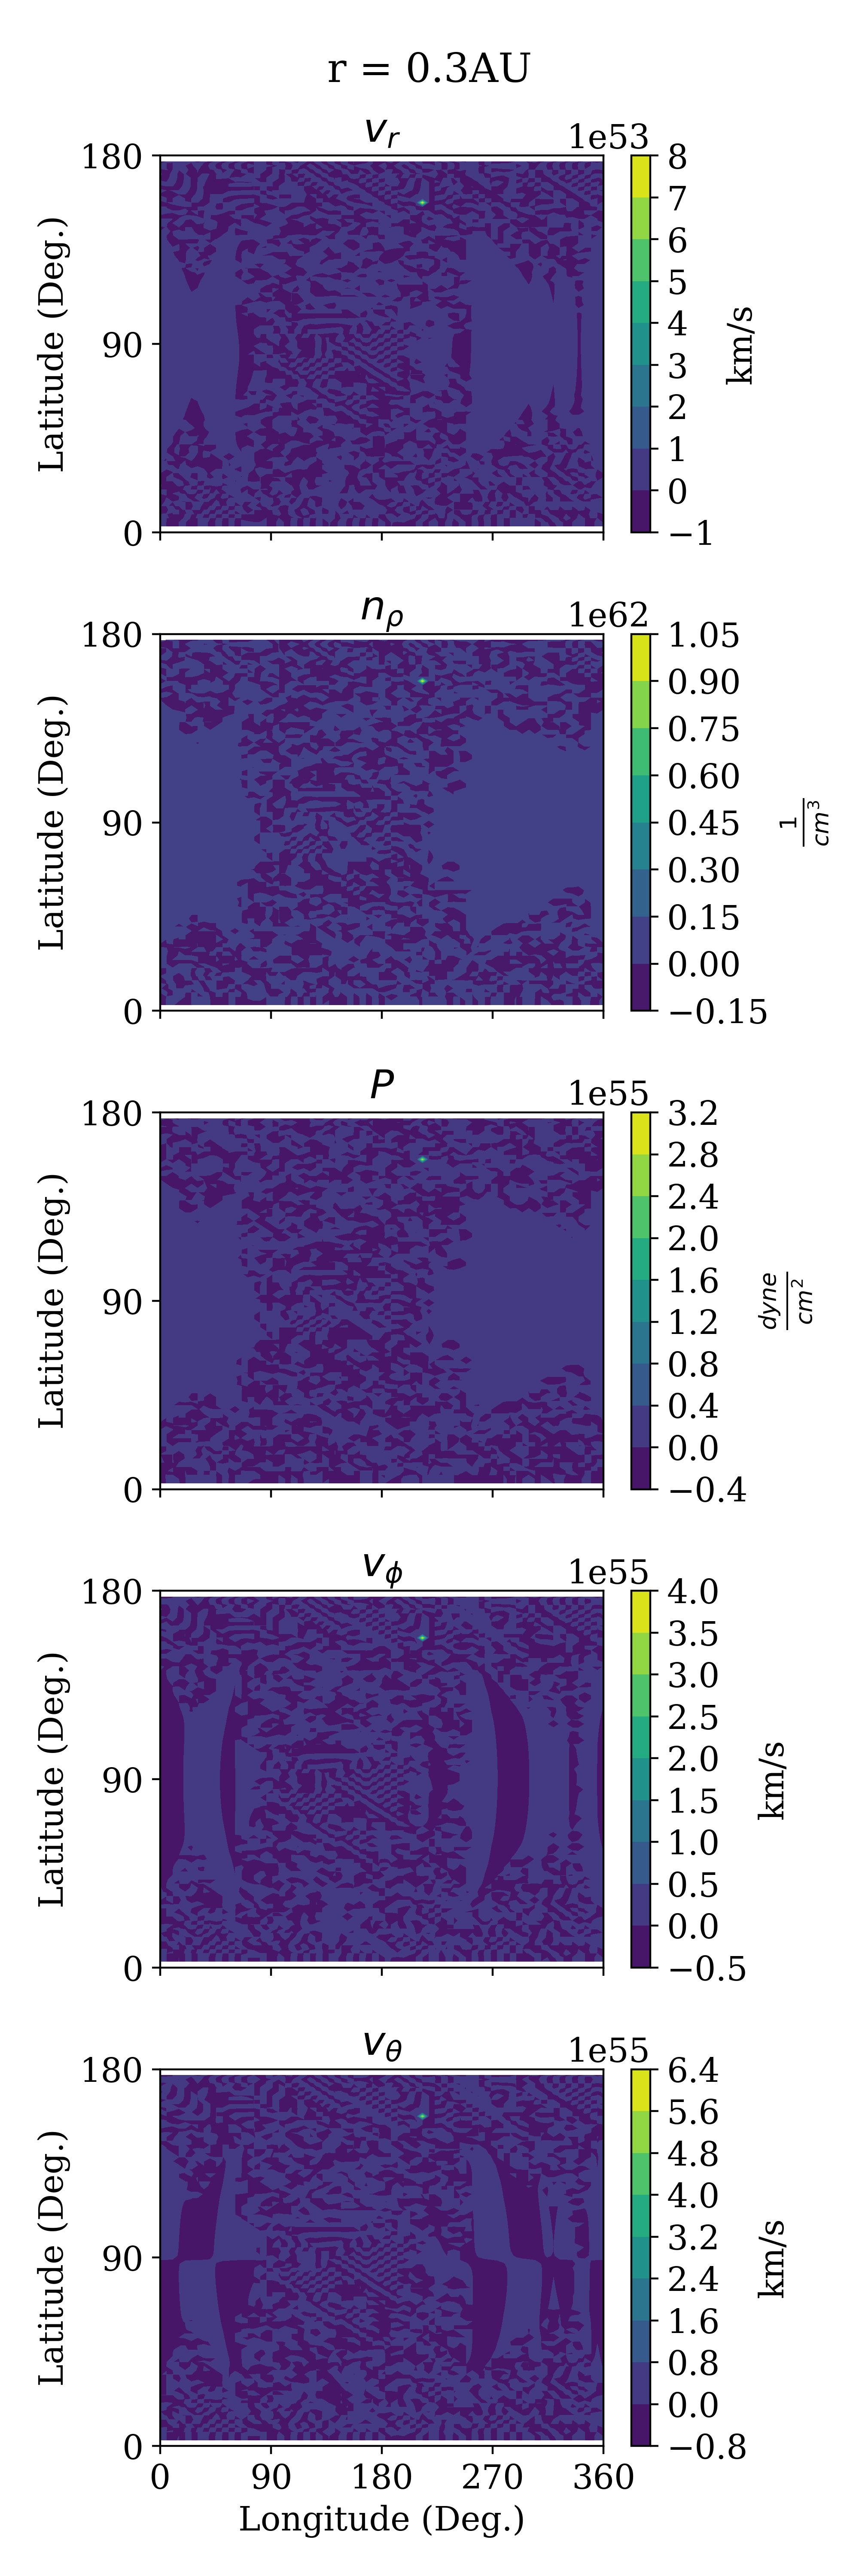 r = 0.3AU
v_r
1e53
180
90
0
Latitude (Deg.)
8
7
6
5
4
3
2
1
0
−1
km/s
n_ρ
1e62
180
90
0
Latitude (Deg.)
1.05
0.90
0.75
0.60
0.45
0.30
0.15
0.00
−0.15
1
cm³
P
1e55
180
90
0
Latitude (Deg.)
3.2
2.8
2.4
2.0
1.6
1.2
0.8
0.4
0.0
−0.4
dyne
cm²
v_ϕ
1e55
180
90
0
Latitude (Deg.)
4.0
3.5
3.0
2.5
2.0
1.5
1.0
0.5
0.0
−0.5
km/s
v_θ
1e55
180
90
0
Latitude (Deg.)
6.4
5.6
4.8
4.0
3.2
2.4
1.6
0.8
0.0
−0.8
km/s
0 90 180 270 360
Longitude (Deg.)